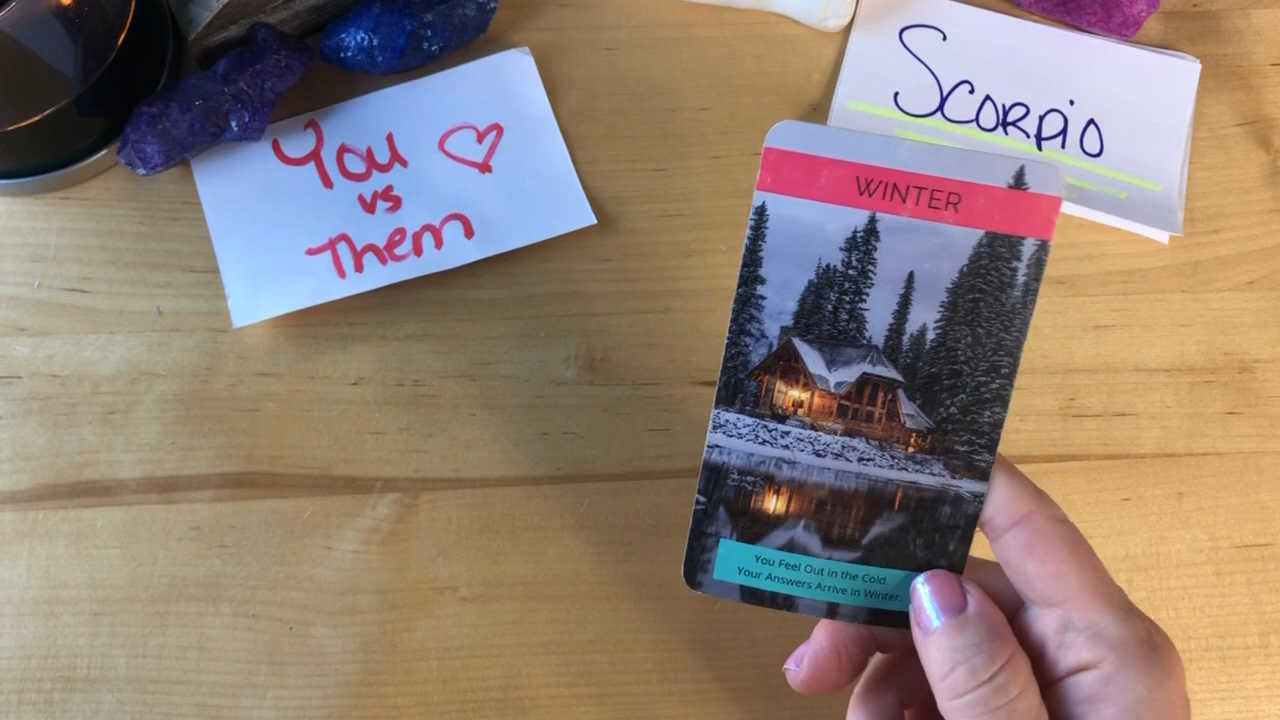 You
vs
Them
Scorpio
WINTER
You Feel Out in the Cold.
Your Answers Arrive in Winter.